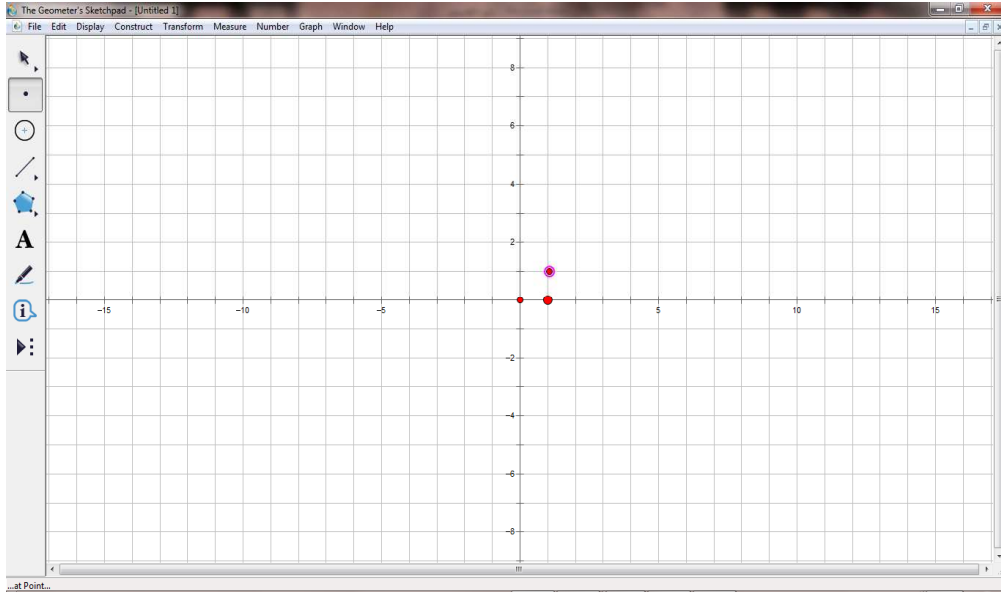 The Geometer's Sketchpad - [Untitled 1]
File Edit Display Construct Transform Measure Number Graph Window Help
8
6
4
2
-15 -10 -5 5 10 15
-2
-4
-6
-8
A
i
...at Point...